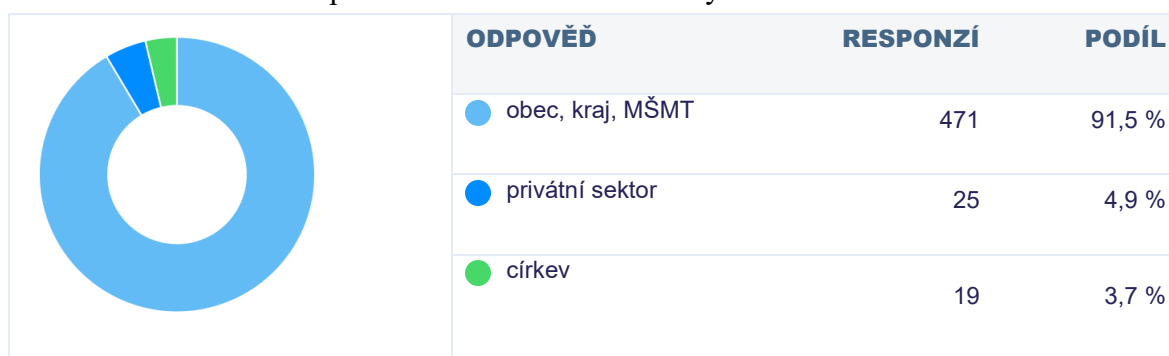 ODPOVĚĎ RESPONZÍ PODÍL
obec, kraj, MŠMT 471 91,5 %
privátní sektor 25 4,9 %
církev 19 3,7 %